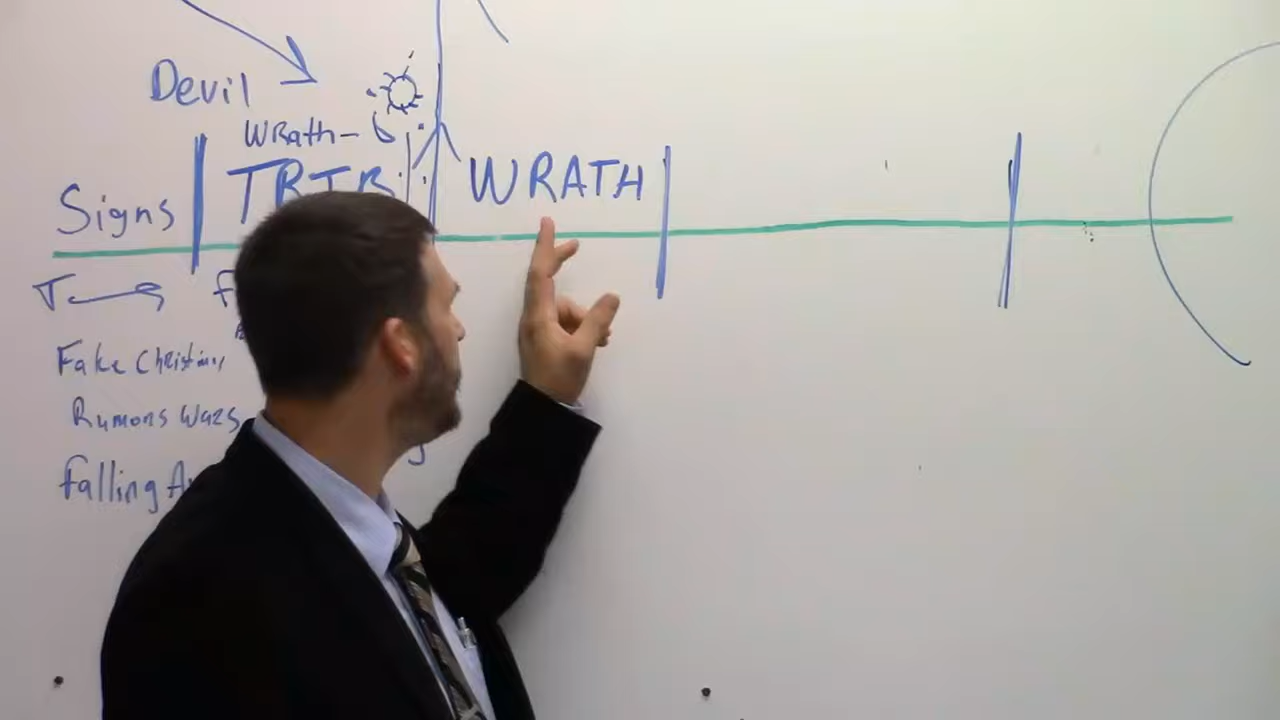 Devil
Wrath-
Signs TRIB WRATH
Fake Christians
Rumors Wars
Falling